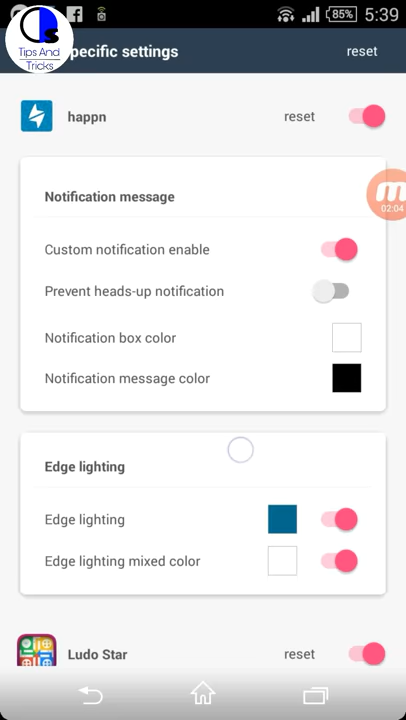 85% 5:39
Tips And
Tricks
pecific settings reset
happn reset
02:04
Notification message
Custom notification enable
Prevent heads-up notification
Notification box color
Notification message color
Edge lighting
Edge lighting
Edge lighting mixed color
Ludo Star reset